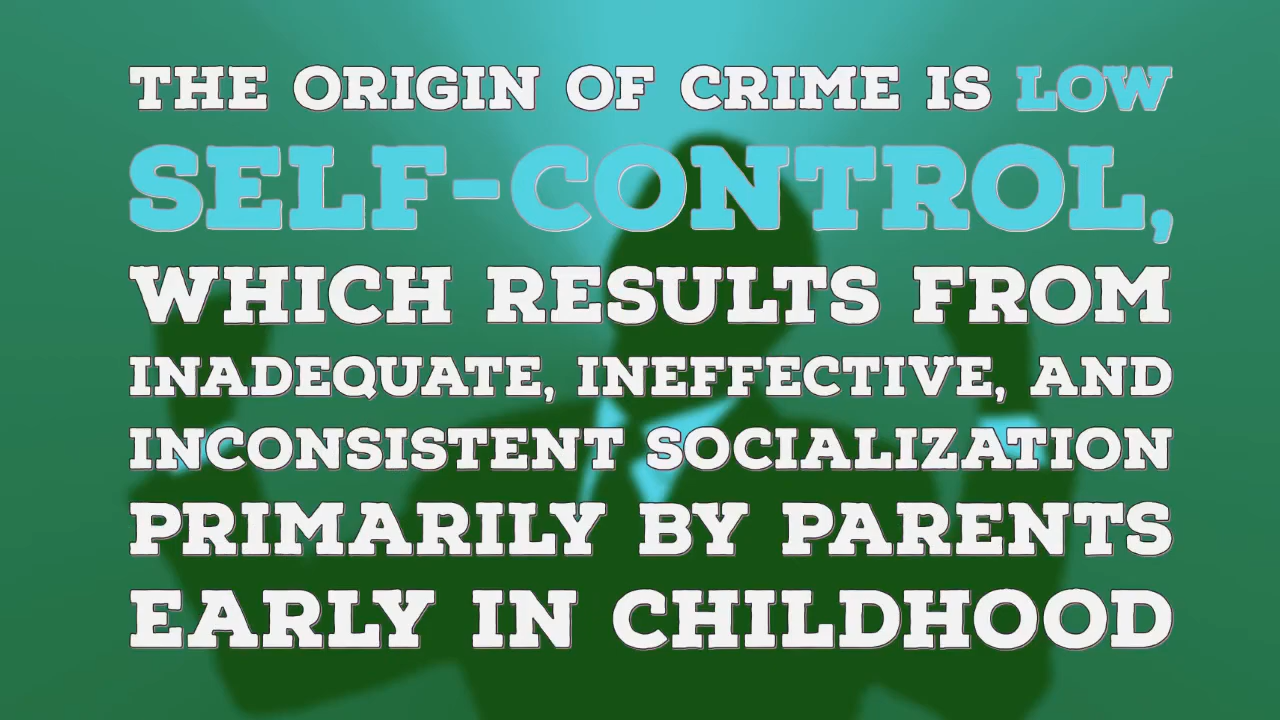 THE ORIGIN OF CRIME IS LOW
SELF-CONTROL,
WHICH RESULTS FROM
INADEQUATE, INEFFECTIVE, AND
INCONSISTENT SOCIALIZATION
PRIMARILY BY PARENTS
EARLY IN CHILDHOOD